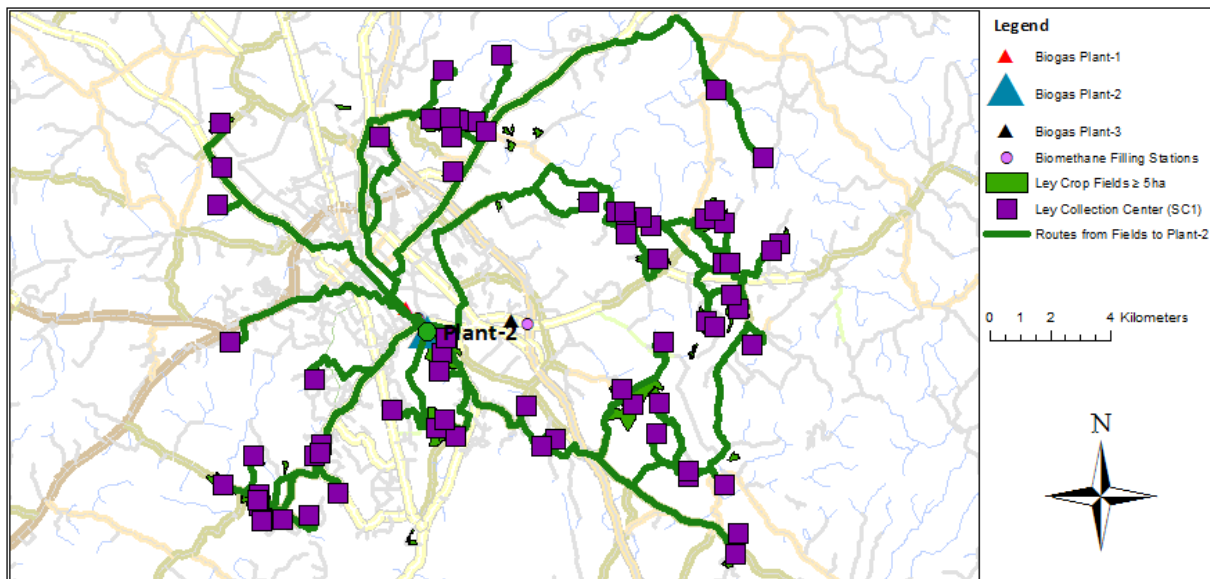 Legend
Biogas Plant-1
Biogas Plant-2
Biogas Plant-3
Biomethane Filling Stations
Ley Crop Fields ≥ 5ha
Ley Collection Center (SC1)
Routes from Fields to Plant-2
Plant-2
0 1 2 4 Kilometers
N